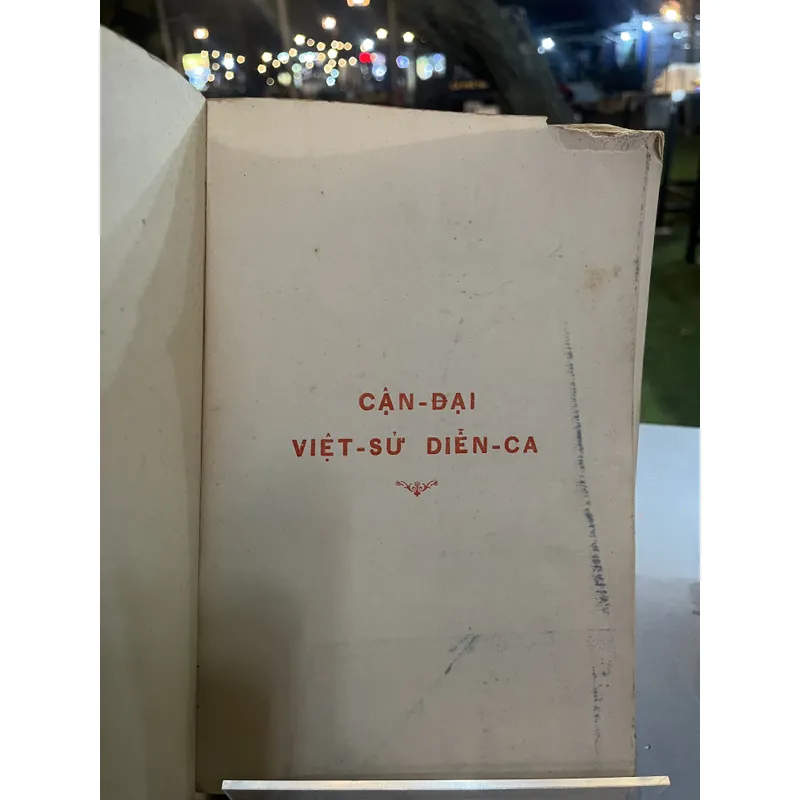 CẬN-ĐẠI
VIỆT-SỬ DIỄN-CA